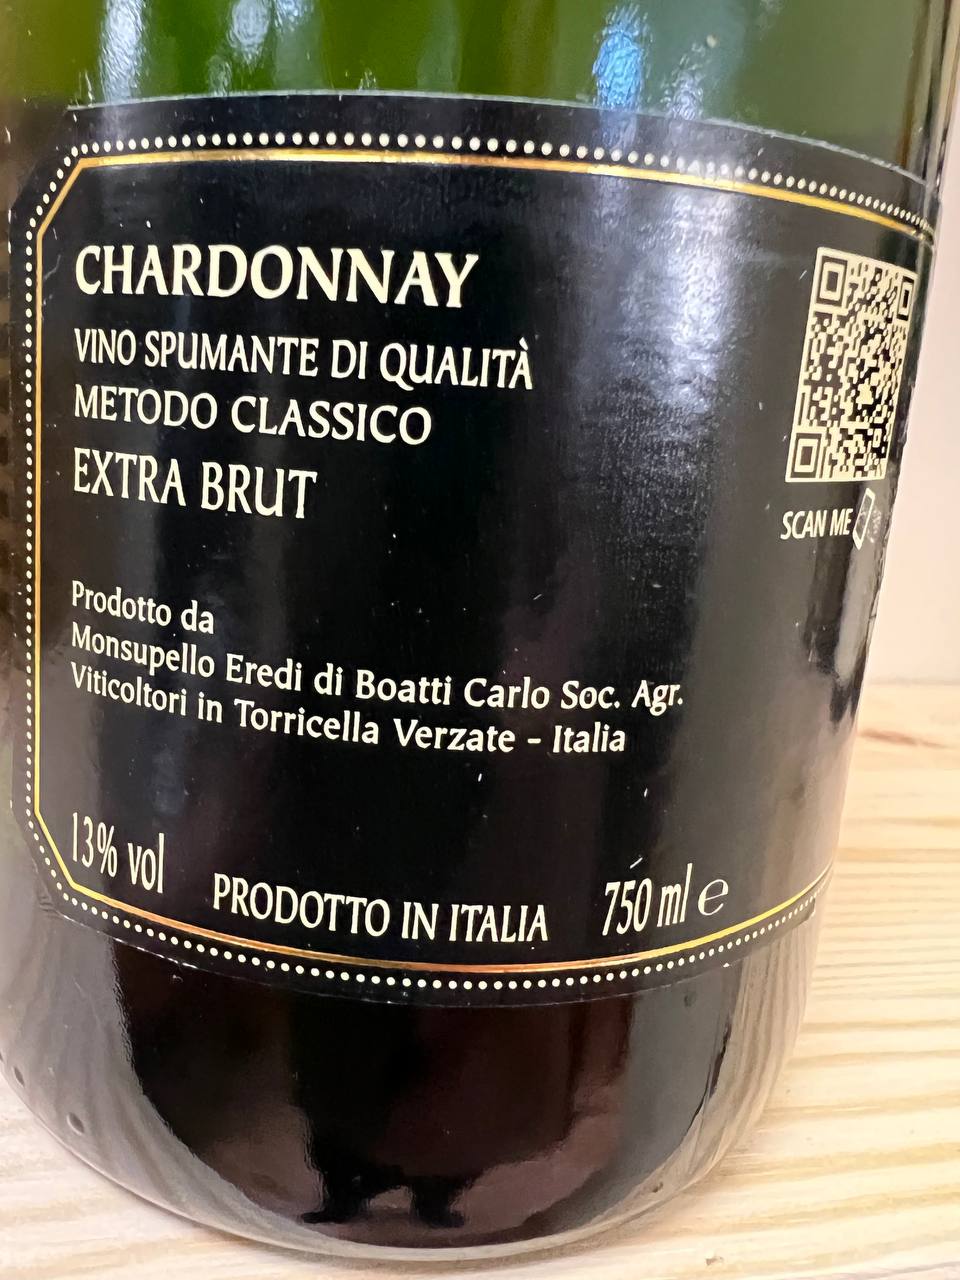 CHARDONNAY
VINO SPUMANTE DI QUALITÀ
METODO CLASSICO
EXTRA BRUT
SCAN ME
Prodotto da
Monsupello Eredi di Boatti Carlo Soc. Agr.
Viticoltori in Torricella Verzate - Italia
13% vol
PRODOTTO IN ITALIA
750 ml ℮